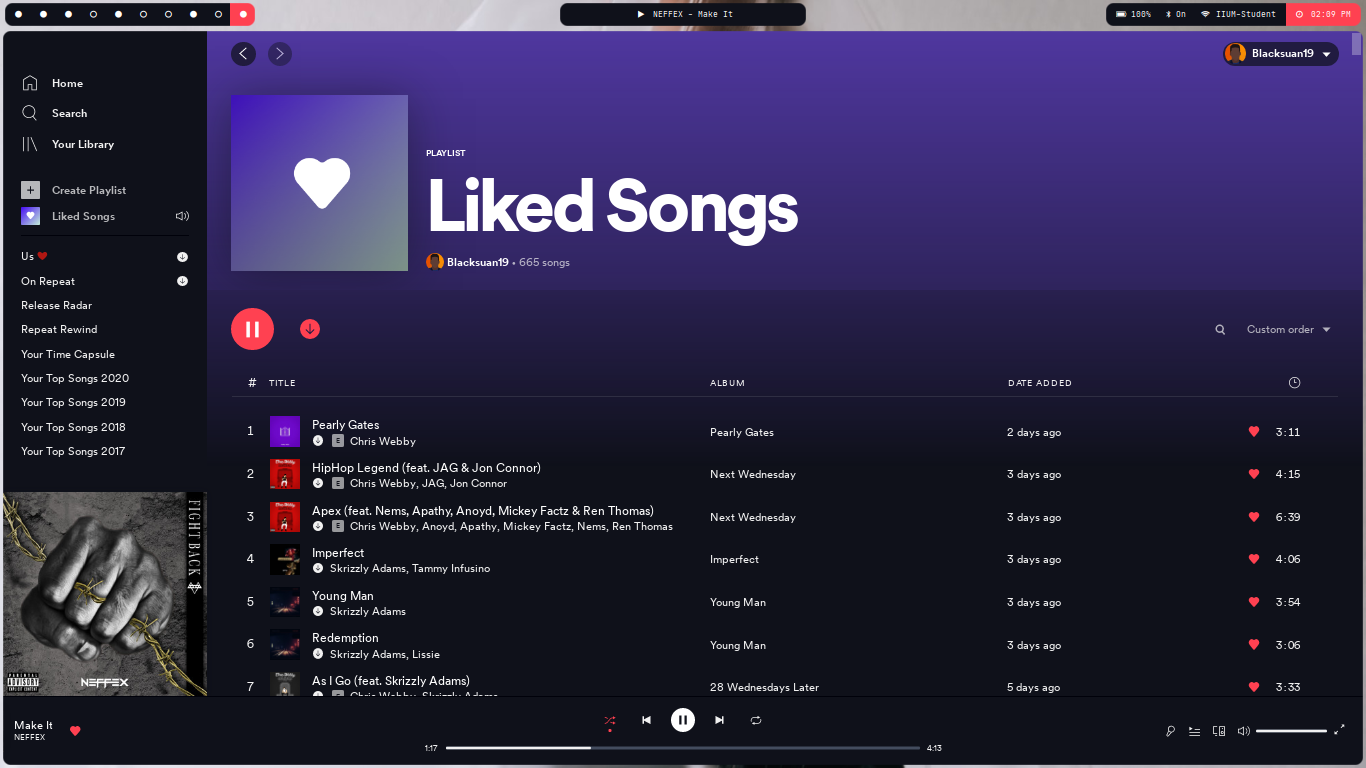 NEFFEX - Make It
100%
On
IIUM-Student
02:09 PM
Home
Search
Your Library
Create Playlist
Liked Songs
Us
On Repeat
Release Radar
Repeat Rewind
Your Time Capsule
Your Top Songs 2020
Your Top Songs 2019
Your Top Songs 2018
Your Top Songs 2017
FIGHT BACK
PARENTAL
ADVISORY
EXPLICIT CONTENT
NEFFEX
Blacksuan19
PLAYLIST
Liked Songs
Blacksuan19 • 665 songs
Custom order
# TITLE ALBUM DATE ADDED
1 Pearly Gates Pearly Gates 2 days ago 3:11
E Chris Webby
2 HipHop Legend (feat. JAG & Jon Connor) Next Wednesday 3 days ago 4:15
E Chris Webby, JAG, Jon Connor
3 Apex (feat. Nems, Apathy, Anoyd, Mickey Factz & Ren Thomas) Next Wednesday 3 days ago 6:39
E Chris Webby, Anoyd, Apathy, Mickey Factz, Nems, Ren Thomas
4 Imperfect Imperfect 3 days ago 4:06
Skrizzly Adams, Tammy Infusino
5 Young Man Young Man 3 days ago 3:54
Skrizzly Adams
6 Redemption Young Man 3 days ago 3:06
Skrizzly Adams, Lissie
7 As I Go (feat. Skrizzly Adams) 28 Wednesdays Later 5 days ago 3:33
E Chris Webby, Skrizzly Adams
Make It
NEFFEX
1:17
4:13